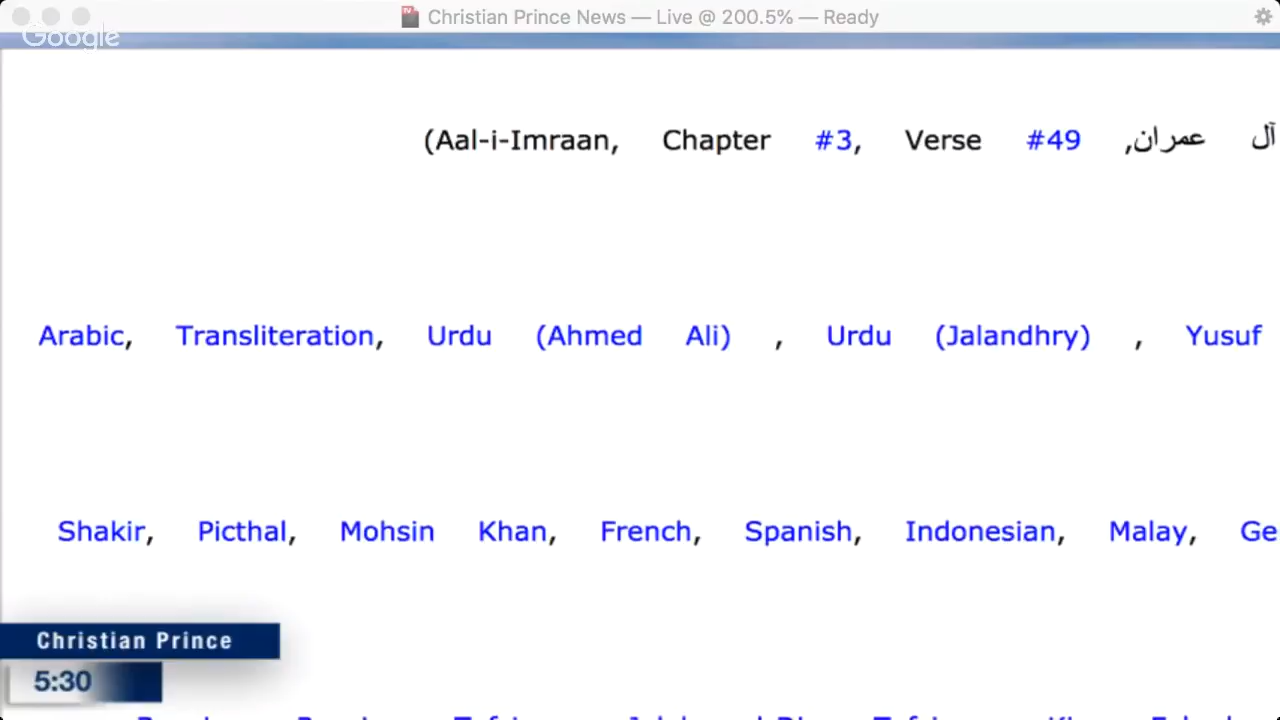 Christian Prince News — Live @ 200.5% — Ready
Google
(Aal-i-Imraan, Chapter #3, Verse #49 ,آل عمران
Arabic, Transliteration, Urdu (Ahmed Ali) , Urdu (Jalandhry) , Yusuf
Shakir, Picthal, Mohsin Khan, French, Spanish, Indonesian, Malay, Ge
Christian Prince
5:30